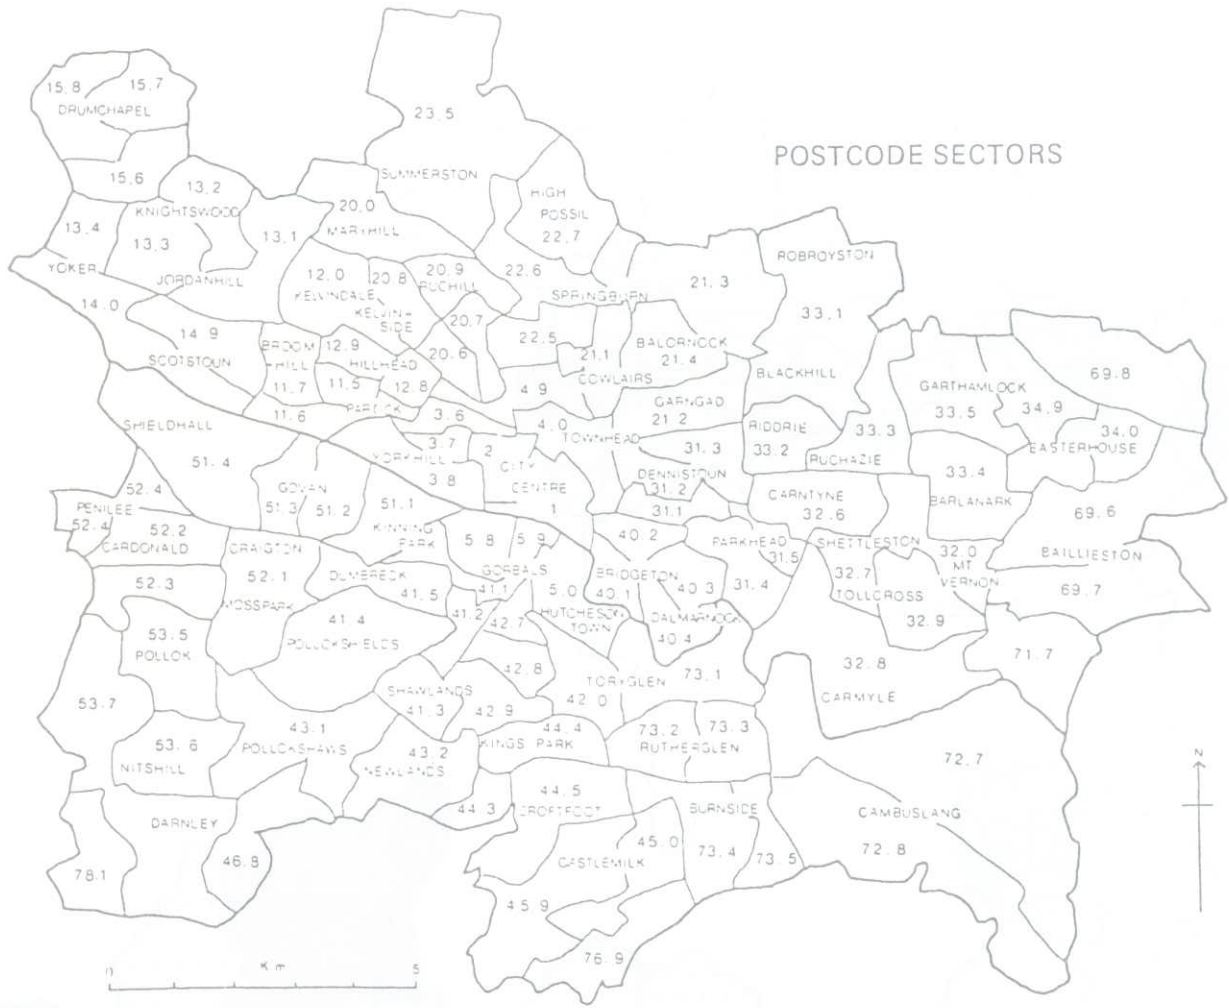 POSTCODE SECTORS
15.8
15.7
DRUMCHAPEL
15.6
23.5
SUMMERSTON
13.2
KNIGHTSWOOD
13.4
13.3
13.1
20.0
MARYHILL
HIGH
POSSIL
22.7
YOKER
JORDANHILL
14.0
12.0
KELVINDALE
20.8
20.9
RUCHILL
22.6
SPRINGBURN
21.3
ROBROYSTON
33.1
KELVIN-
SIDE
20.7
14.9
SCOTSTOUN
BROOM
HILL
11.7
12.9
HILLHEAD
11.5
12.8
20.6
22.5
21.1
COWLAIRS
BALORNOCK
21.4
BLACKHILL
4.9
11.6
PARTICK
3.6
4.0
TOWNHEAD
GARNGAD
21.2
RIDDRIE
33.2
33.3
RUCHAZIE
GARTHAMLOCK
33.5
34.9
69.8
34.0
EASTERHOUSE
SHIELDHALL
51.4
3.7
YORKHILL
3.8
2
CITY
CENTRE
1
31.3
DENNISTOUN
31.2
31.1
CARNTYNE
32.6
33.4
BARLANARK
69.6
52.4
PENILEE
52.4
52.2
CARDONALD
GOVAN
51.3
51.2
51.1
KINNING
PARK
CRAIGTON
52.1
MOSSPARK
52.3
5.8
5.9
GORBALS
40.2
BRIDGETON
40.1
40.3
PARKHEAD
31.5
31.4
SHETTLESTON
32.7
TOLLCROSS
32.9
32.0
MT
VERNON
BAILLIESTON
69.7
DUMBRECK
41.5
41.1
41.2
5.0
HUTCHESON
TOWN
DALMARNOCK
40.4
41.4
POLLOKSHIELDS
42.7
53.5
POLLOK
42.8
TORYGLEN
73.1
42.0
32.8
CARMYLE
71.7
53.7
SHAWLANDS
41.3
42.9
43.1
POLLOKSHAWS
43.2
NEWLANDS
44.4
KINGS PARK
73.2
73.3
RUTHERGLEN
53.6
NITSHILL
72.7
DARNLEY
44.3
44.5
CROFTFOOT
BURNSIDE
CAMBUSLANG
72.8
78.1
46.8
45.0
CASTLEMILK
73.4
73.5
45.9
76.9
N
0
Km
5